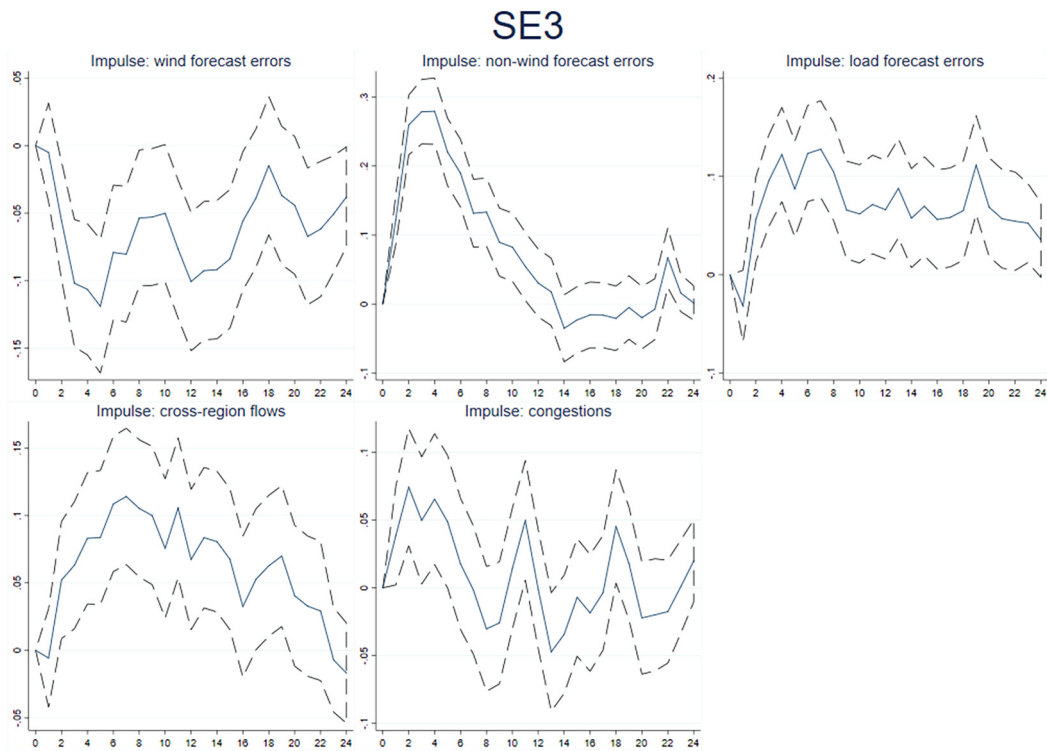 SE3
Impulse: wind forecast errors
Impulse: non-wind forecast errors
Impulse: load forecast errors
.05
0
-.05
-.1
-.15
0 2 4 6 8 10 12 14 16 18 20 22 24
.3
.2
.1
0
-.1
0 2 4 6 8 10 12 14 16 18 20 22 24
.2
.1
0
-.1
0 2 4 6 8 10 12 14 16 18 20 22 24
Impulse: cross-region flows
Impulse: congestions
.15
.1
.05
0
-.05
0 2 4 6 8 10 12 14 16 18 20 22 24
.1
.05
0
-.05
-.1
0 2 4 6 8 10 12 14 16 18 20 22 24